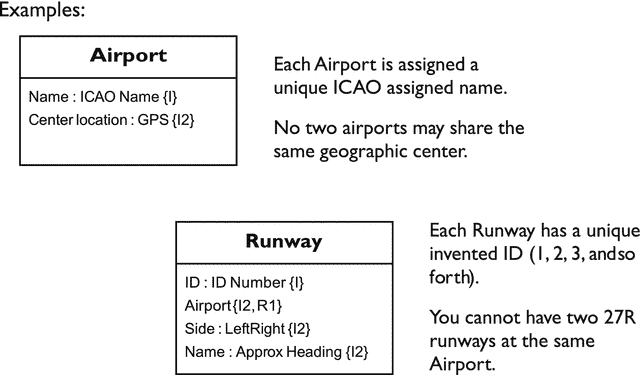 Examples:
Airport
Name : ICAO Name {I}
Center location : GPS {I2}
Each Airport is assigned a
unique ICAO assigned name.
No two airports may share the
same geographic center.
Runway
ID : ID Number {I}
Airport{I2, R1}
Side : LeftRight {I2}
Name : Approx Heading {I2}
Each Runway has a unique
invented ID (1, 2, 3, andso
forth).
You cannot have two 27R
runways at the same
Airport.